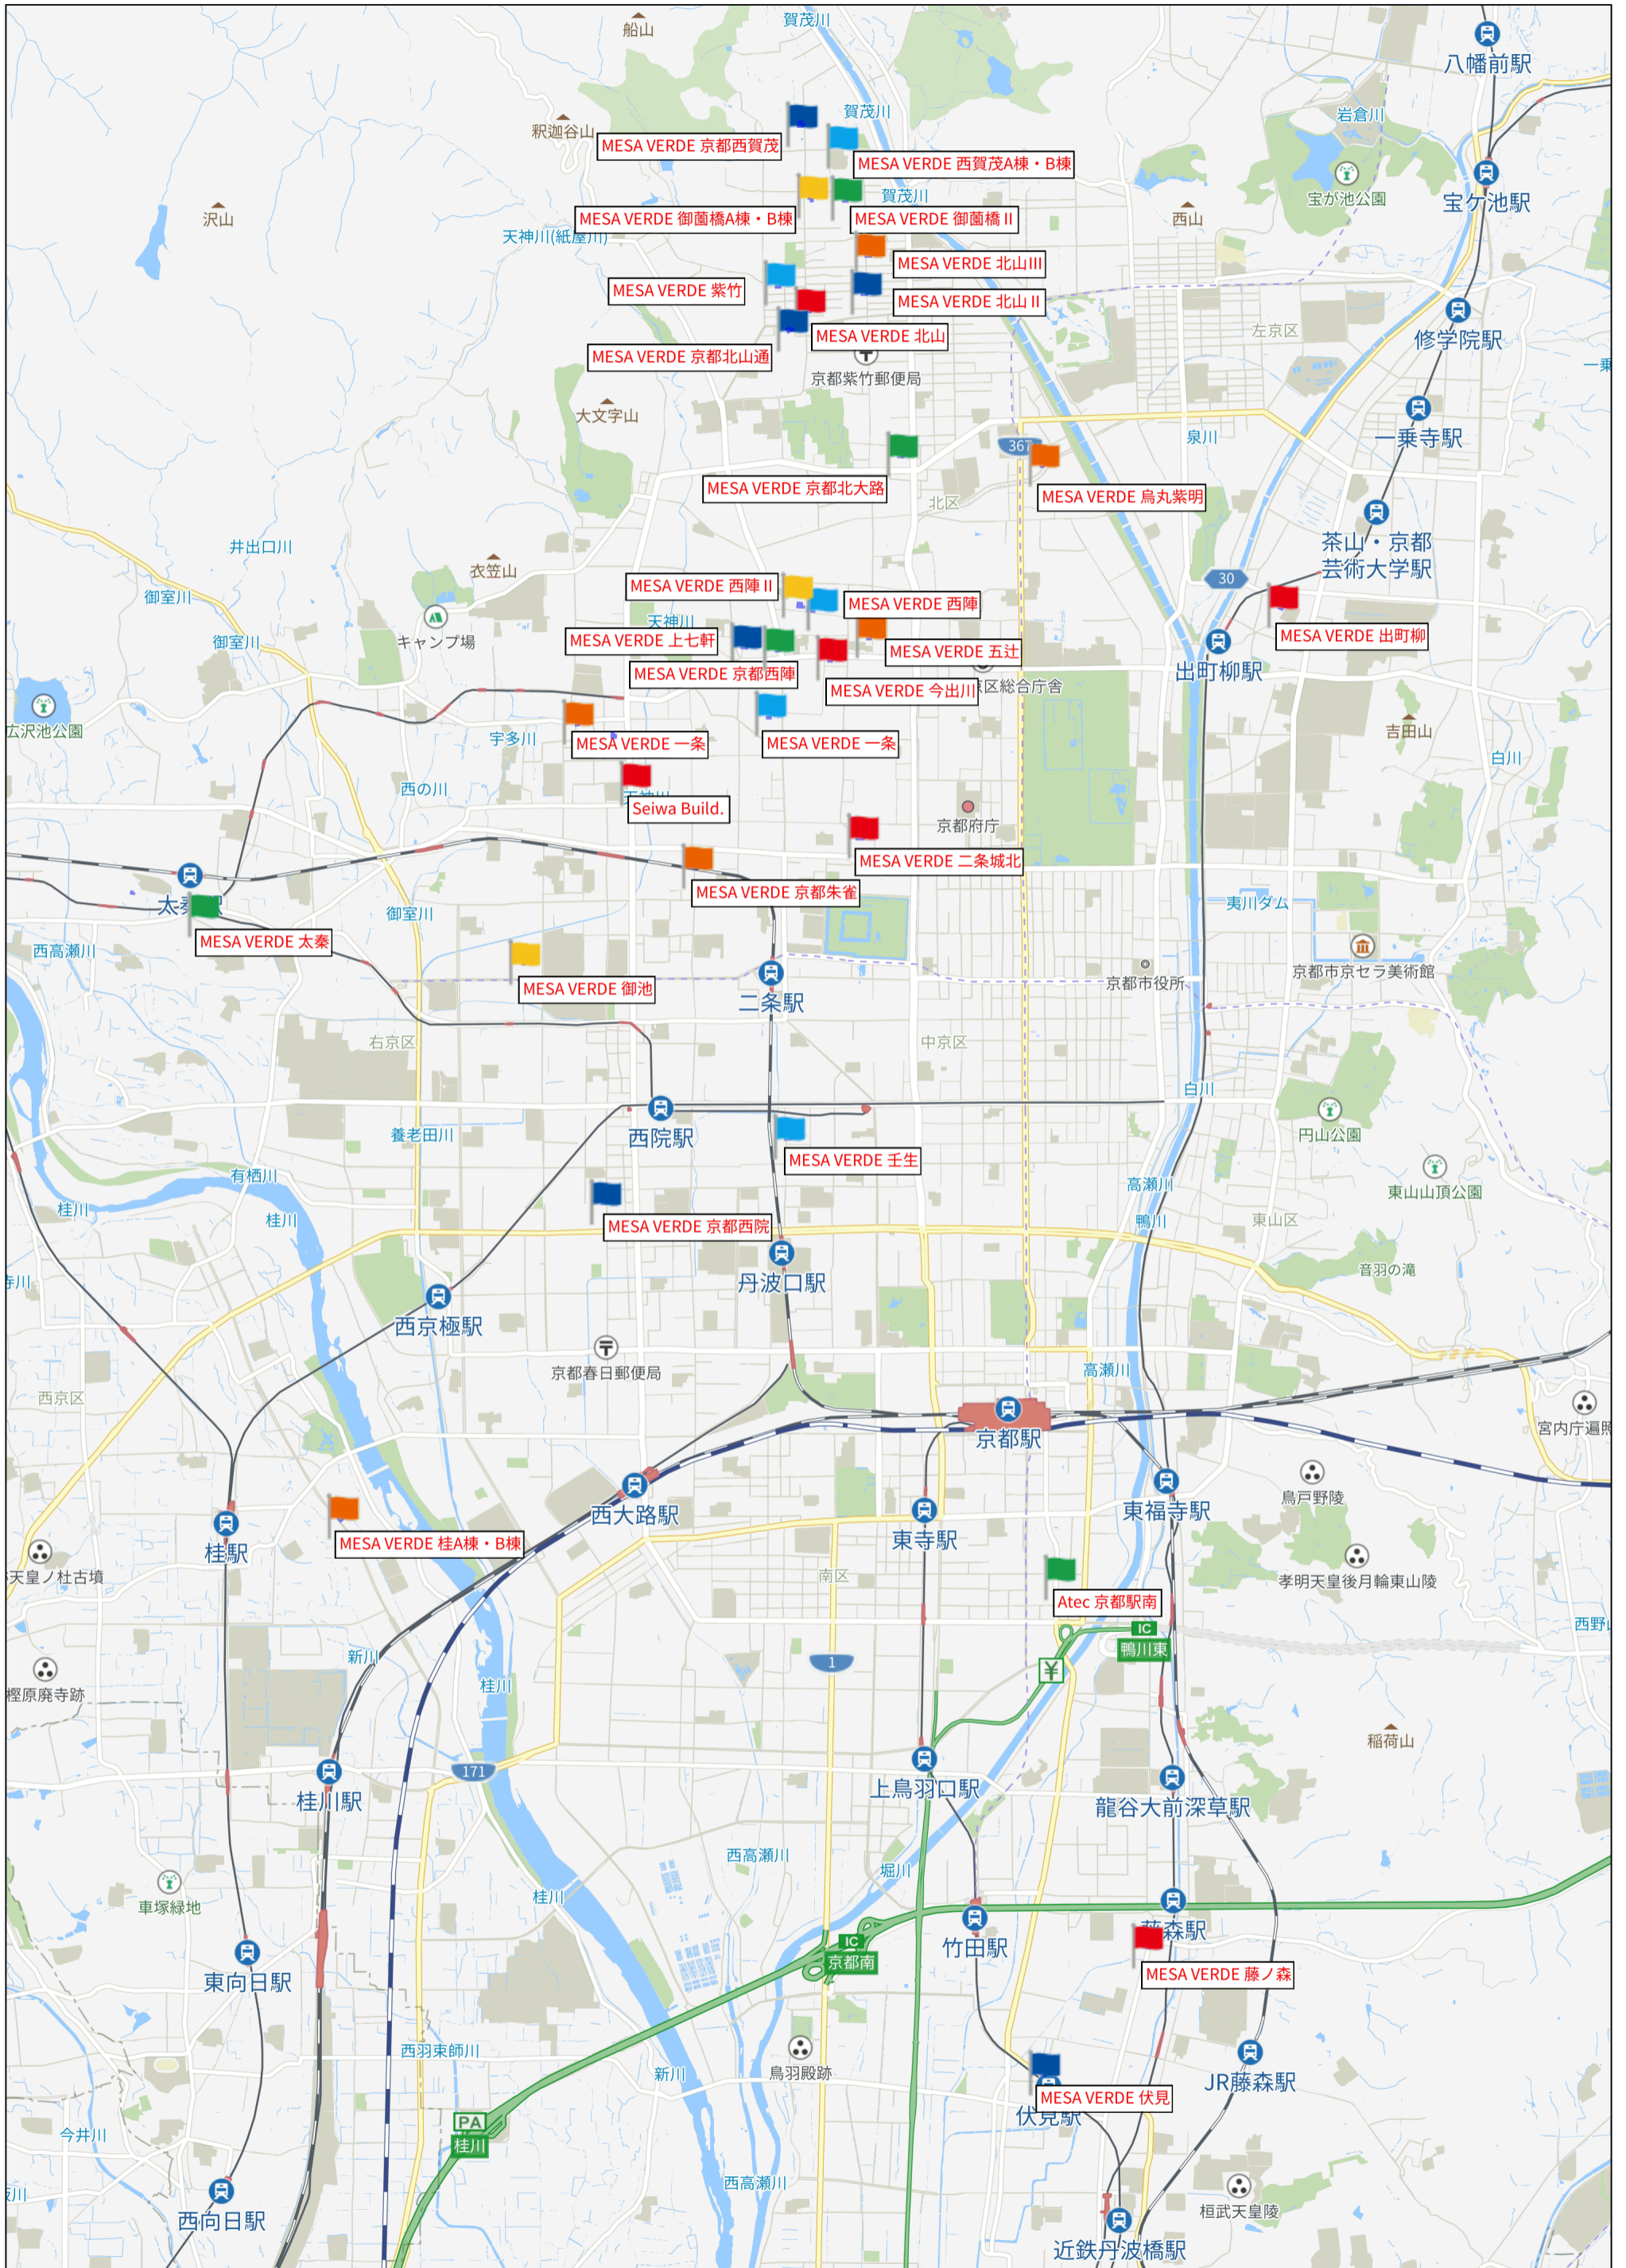 船山
賀茂川
八幡前駅
釈迦谷山
MESA VERDE 京都西賀茂
賀茂川
岩倉川
MESA VERDE 西賀茂A棟・B棟
沢山
賀茂川
西山
宝が池公園
宝ケ池駅
MESA VERDE 御薗橋A棟・B棟
MESA VERDE 御薗橋Ⅱ
天神川(紙屋川)
MESA VERDE 北山Ⅲ
MESA VERDE 紫竹
MESA VERDE 北山Ⅱ
MESA VERDE 北山
左京区
修学院駅
MESA VERDE 京都北山通
京都紫竹郵便局
一乗
大文字山
泉川
一乗寺駅
367
MESA VERDE 京都北大路
MESA VERDE 烏丸紫明
北区
井出口川
茶山・京都
芸術大学駅
衣笠山
御室川
30
MESA VERDE 西陣Ⅱ
MESA VERDE 西陣
天神川
MESA VERDE 上七軒
MESA VERDE 五辻
MESA VERDE 出町柳
キャンプ場
御室川
出町柳駅
MESA VERDE 京都西陣
MESA VERDE 今出川
区総合庁舎
広沢池公園
宇多川
MESA VERDE 一条
MESA VERDE 一条
吉田山
白川
西の川
Seiwa Build.
京都府庁
MESA VERDE 二条城北
MESA VERDE 京都朱雀
太秦駅
御室川
夷川ダム
MESA VERDE 太秦
西高瀬川
京都市京セラ美術館
MESA VERDE 御池
二条駅
京都市役所
右京区
中京区
白川
養老田川
西院駅
円山公園
MESA VERDE 壬生
有栖川
高瀬川
東山山頂公園
桂川
桂川
MESA VERDE 京都西院
鴨川
東山区
寺川
丹波口駅
音羽の滝
西京極駅
京都春日郵便局
高瀬川
西京区
京都駅
宮内庁遍照
鳥戸野陵
西大路駅
東寺駅
東福寺駅
桂駅
MESA VERDE 桂A棟・B棟
天皇ノ杜古墳
南区
孝明天皇後月輪東山陵
Atec 京都駅南
西野山
IC
鴨川東
新川
1
¥
桂川
樫原廃寺跡
稲荷山
171
桂川駅
上鳥羽口駅
龍谷大前深草駅
西高瀬川
堀川
桂川
車塚緑地
IC
京都南
竹田駅
藤森駅
東向日駅
MESA VERDE 藤ノ森
西羽束師川
新川
鳥羽殿跡
JR藤森駅
MESA VERDE 伏見
伏見駅
PA
桂川
今井川
西高瀬川
桓武天皇陵
西向日駅
近鉄丹波橋駅